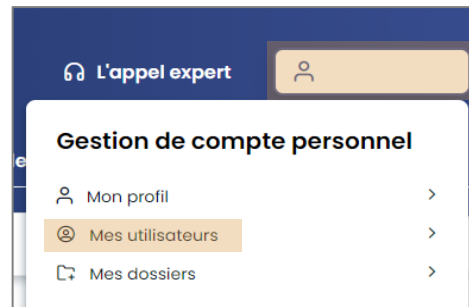 L'appel expert
Gestion de compte personnel
Mon profil
Mes utilisateurs
Mes dossiers